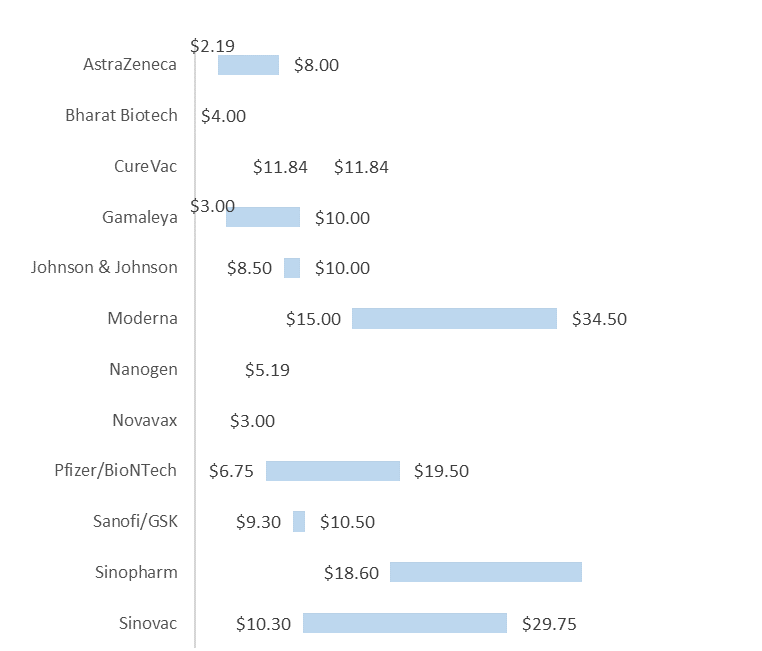 $2.19
AstraZeneca $8.00
Bharat Biotech $4.00
CureVac $11.84 $11.84
$3.00
Gamaleya $10.00
Johnson & Johnson $8.50 $10.00
Moderna $15.00 $34.50
Nanogen $5.19
Novavax $3.00
Pfizer/BioNTech $6.75 $19.50
Sanofi/GSK $9.30 $10.50
Sinopharm $18.60
Sinovac $10.30 $29.75